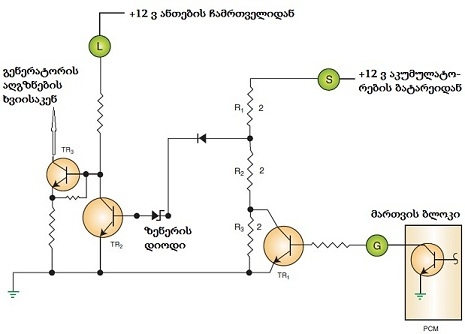 +12 ვ ანთების ჩამრთველიდან
L
გენერატორის
აღგზნების
ხვიისაკენ
S
+12 ვ აკუმულატო-
რების ბატარეიდან
R1 2
TR3
R2 2
მართვის ბლოკი
TR2
ზენერის
დიოდი
R3 2
TR1
G
PCM